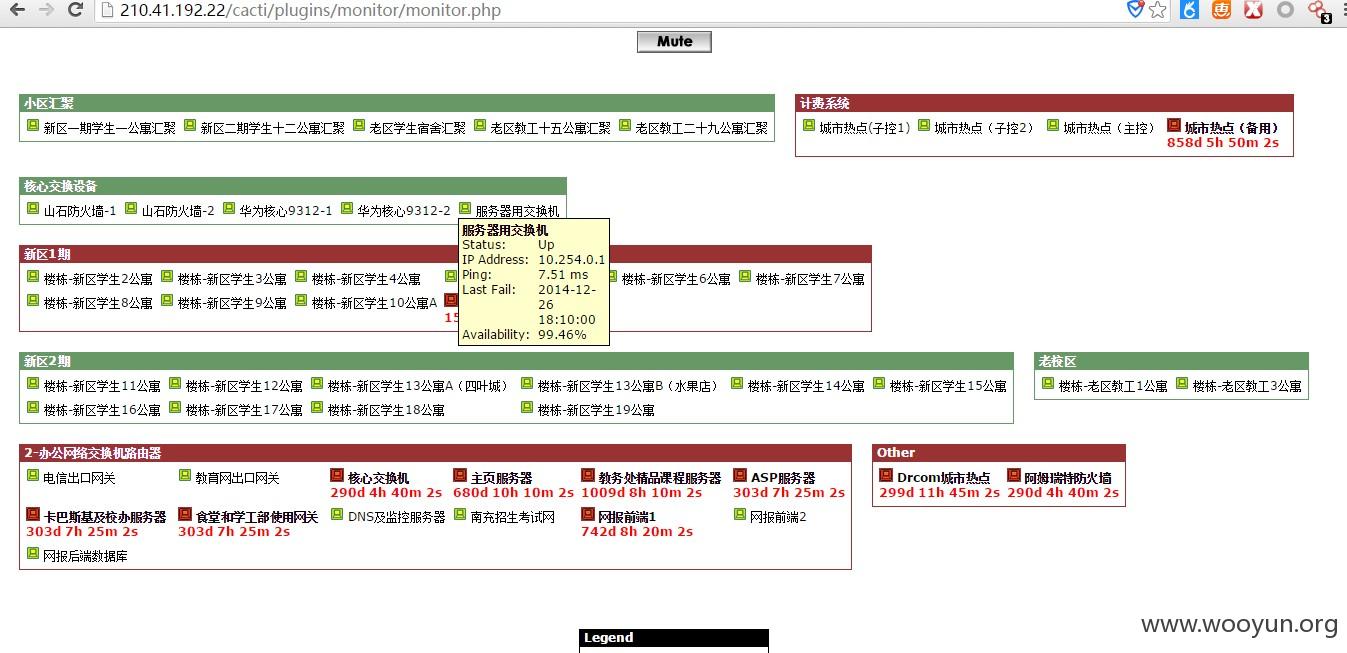 210.41.192.22/cacti/plugins/monitor/monitor.php
3
Mute
小区汇聚
新区一期学生一公寓汇聚 新区二期学生十二公寓汇聚 老区学生宿舍汇聚 老区教工十五公寓汇聚 老区教工二十九公寓汇聚
计费系统
城市热点(子控1) 城市热点（子控2） 城市热点（主控） 城市热点（备用）
858d 5h 50m 2s
核心交换设备
山石防火墙-1 山石防火墙-2 华为核心9312-1 华为核心9312-2 服务器用交换机
服务器用交换机
Status: Up
IP Address: 10.254.0.1
Ping: 7.51 ms
Last Fail: 2014-12-
26
18:10:00
Availability: 99.46%
新区1期
楼栋-新区学生2公寓 楼栋-新区学生3公寓 楼栋-新区学生4公寓 楼栋-新区学生6公寓 楼栋-新区学生7公寓
楼栋-新区学生8公寓 楼栋-新区学生9公寓 楼栋-新区学生10公寓A
15
新区2期
楼栋-新区学生11公寓 楼栋-新区学生12公寓 楼栋-新区学生13公寓A（四叶城） 楼栋-新区学生13公寓B（水果店） 楼栋-新区学生14公寓 楼栋-新区学生15公寓
楼栋-新区学生16公寓 楼栋-新区学生17公寓 楼栋-新区学生18公寓 楼栋-新区学生19公寓
老校区
楼栋-老区教工1公寓 楼栋-老区教工3公寓
2-办公网络交换机路由器
电信出口网关 教育网出口网关 核心交换机 主页服务器 教务处精品课程服务器 ASP服务器
290d 4h 40m 2s 680d 10h 10m 2s 1009d 8h 10m 2s 303d 7h 25m 2s
卡巴斯基及校办服务器 食堂和学工部使用网关 DNS及监控服务器 南充招生考试网 网报前端1 网报前端2
303d 7h 25m 2s 303d 7h 25m 2s 742d 8h 20m 2s
网报后端数据库
Other
Drcom城市热点 阿姆瑞特防火墙
299d 11h 45m 2s 290d 4h 40m 2s
www.wooyun.org
Legend